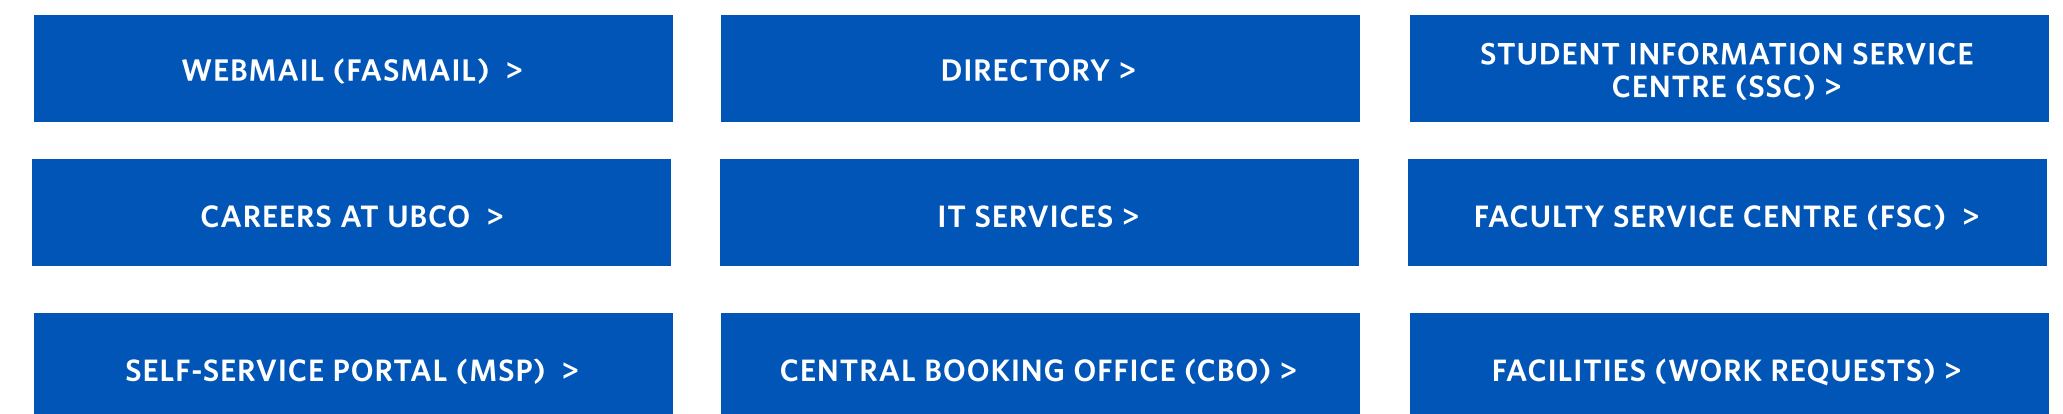 WEBMAIL (FASMAIL)  >
DIRECTORY >
STUDENT INFORMATION SERVICE
CENTRE (SSC) >
CAREERS AT UBCO  >
IT SERVICES >
FACULTY SERVICE CENTRE (FSC)  >
SELF-SERVICE PORTAL (MSP)  >
CENTRAL BOOKING OFFICE (CBO) >
FACILITIES (WORK REQUESTS) >